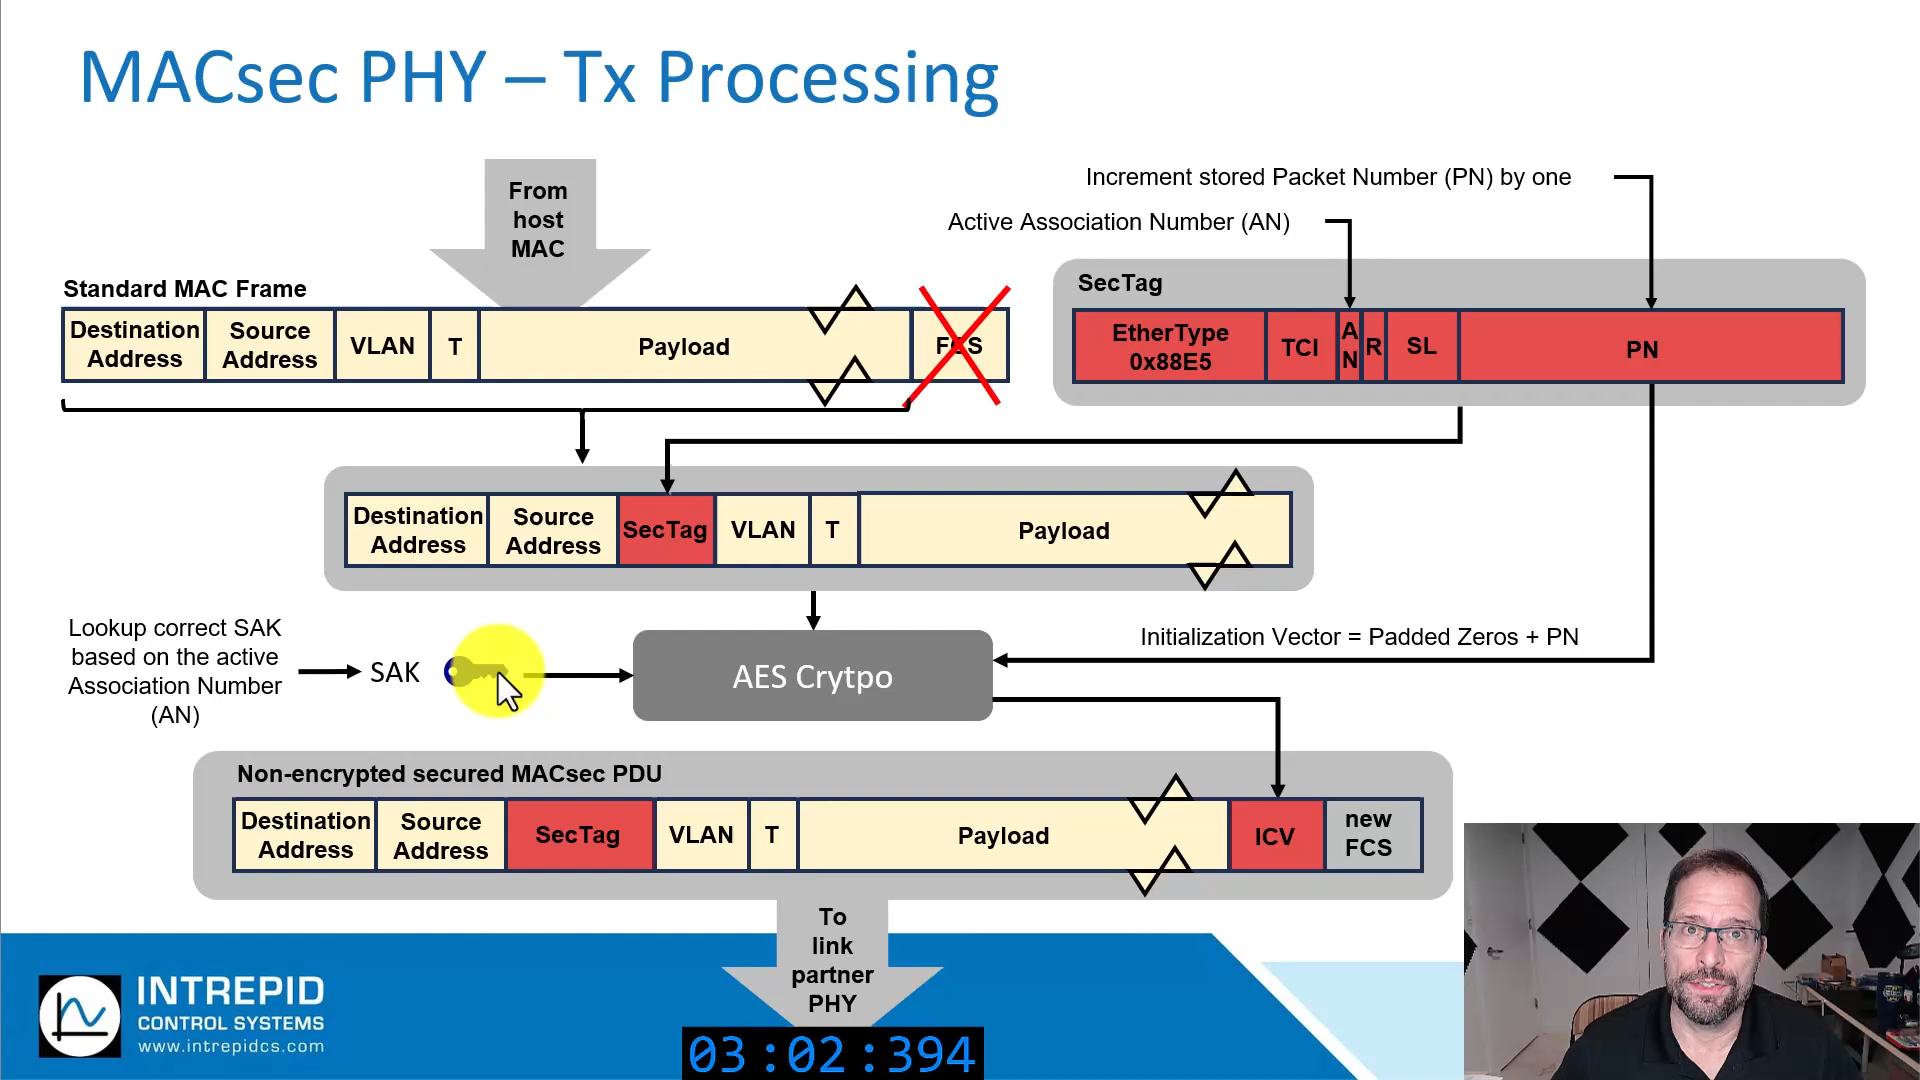 MACsec PHY – Tx Processing
From
host
MAC
Increment stored Packet Number (PN) by one
Active Association Number (AN)
Standard MAC Frame
Destination
Address
Source
Address
VLAN
T
Payload
FCS
SecTag
EtherType
0x88E5
TCI
A
N
R
SL
PN
Destination
Address
Source
Address
SecTag
VLAN
T
Payload
Lookup correct SAK
based on the active
Association Number
(AN)
SAK
AES Crytpo
Initialization Vector = Padded Zeros + PN
Non-encrypted secured MACsec PDU
Destination
Address
Source
Address
SecTag
VLAN
T
Payload
ICV
new
FCS
To
link
partner
PHY
INTREPID
CONTROL SYSTEMS
www.intrepidcs.com
03:02:394